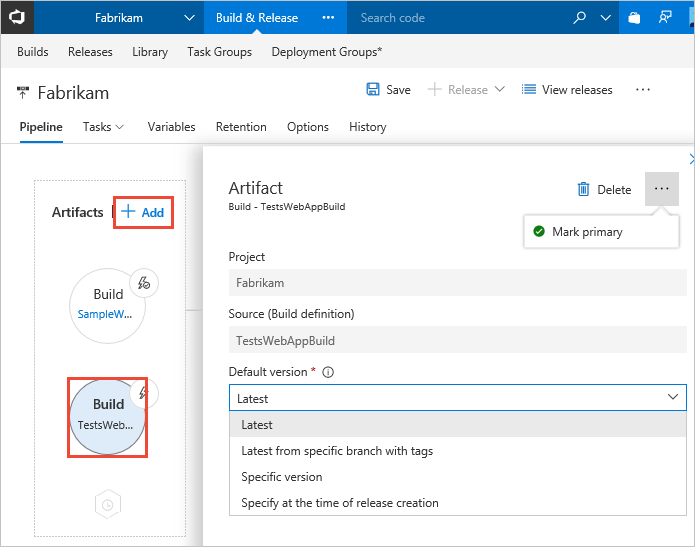 Fabrikam Build & Release ··· Search code
Builds Releases Library Task Groups Deployment Groups*
Fabrikam Save Release View releases ···
Pipeline Tasks Variables Retention Options History
Artifacts Add
Build
SampleW...
Build
TestsWeb...
Artifact
Build - TestsWebAppBuild
Delete ···
Mark primary
Project
Fabrikam
Source (Build definition)
TestsWebAppBuild
Default version *
Latest
Latest
Latest from specific branch with tags
Specific version
Specify at the time of release creation